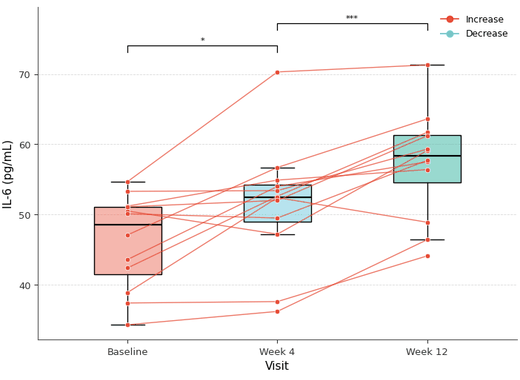 ***
Increase
Decrease
*
70
60
50
40
IL-6 (pg/mL)
Baseline
Week 4
Week 12
Visit